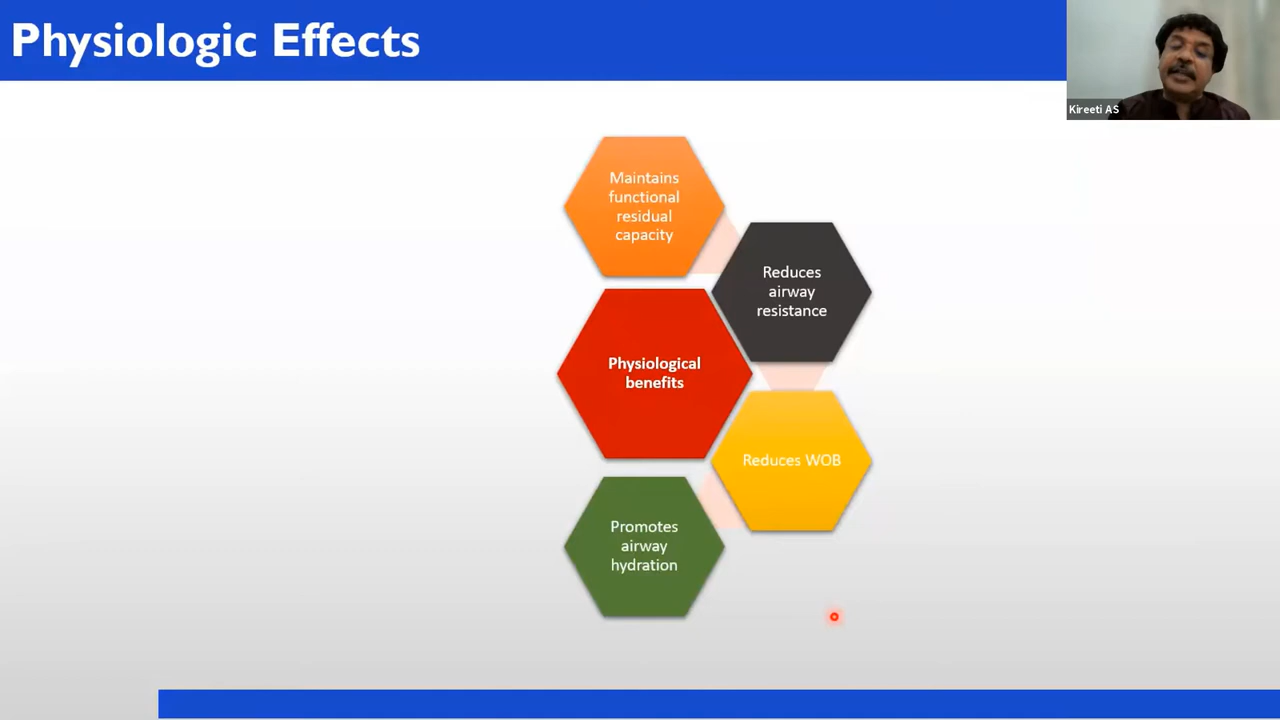 Physiologic Effects
Kireeti AS
Maintains
functional
residual
capacity
Reduces
airway
resistance
Physiological
benefits
Reduces WOB
Promotes
airway
hydration